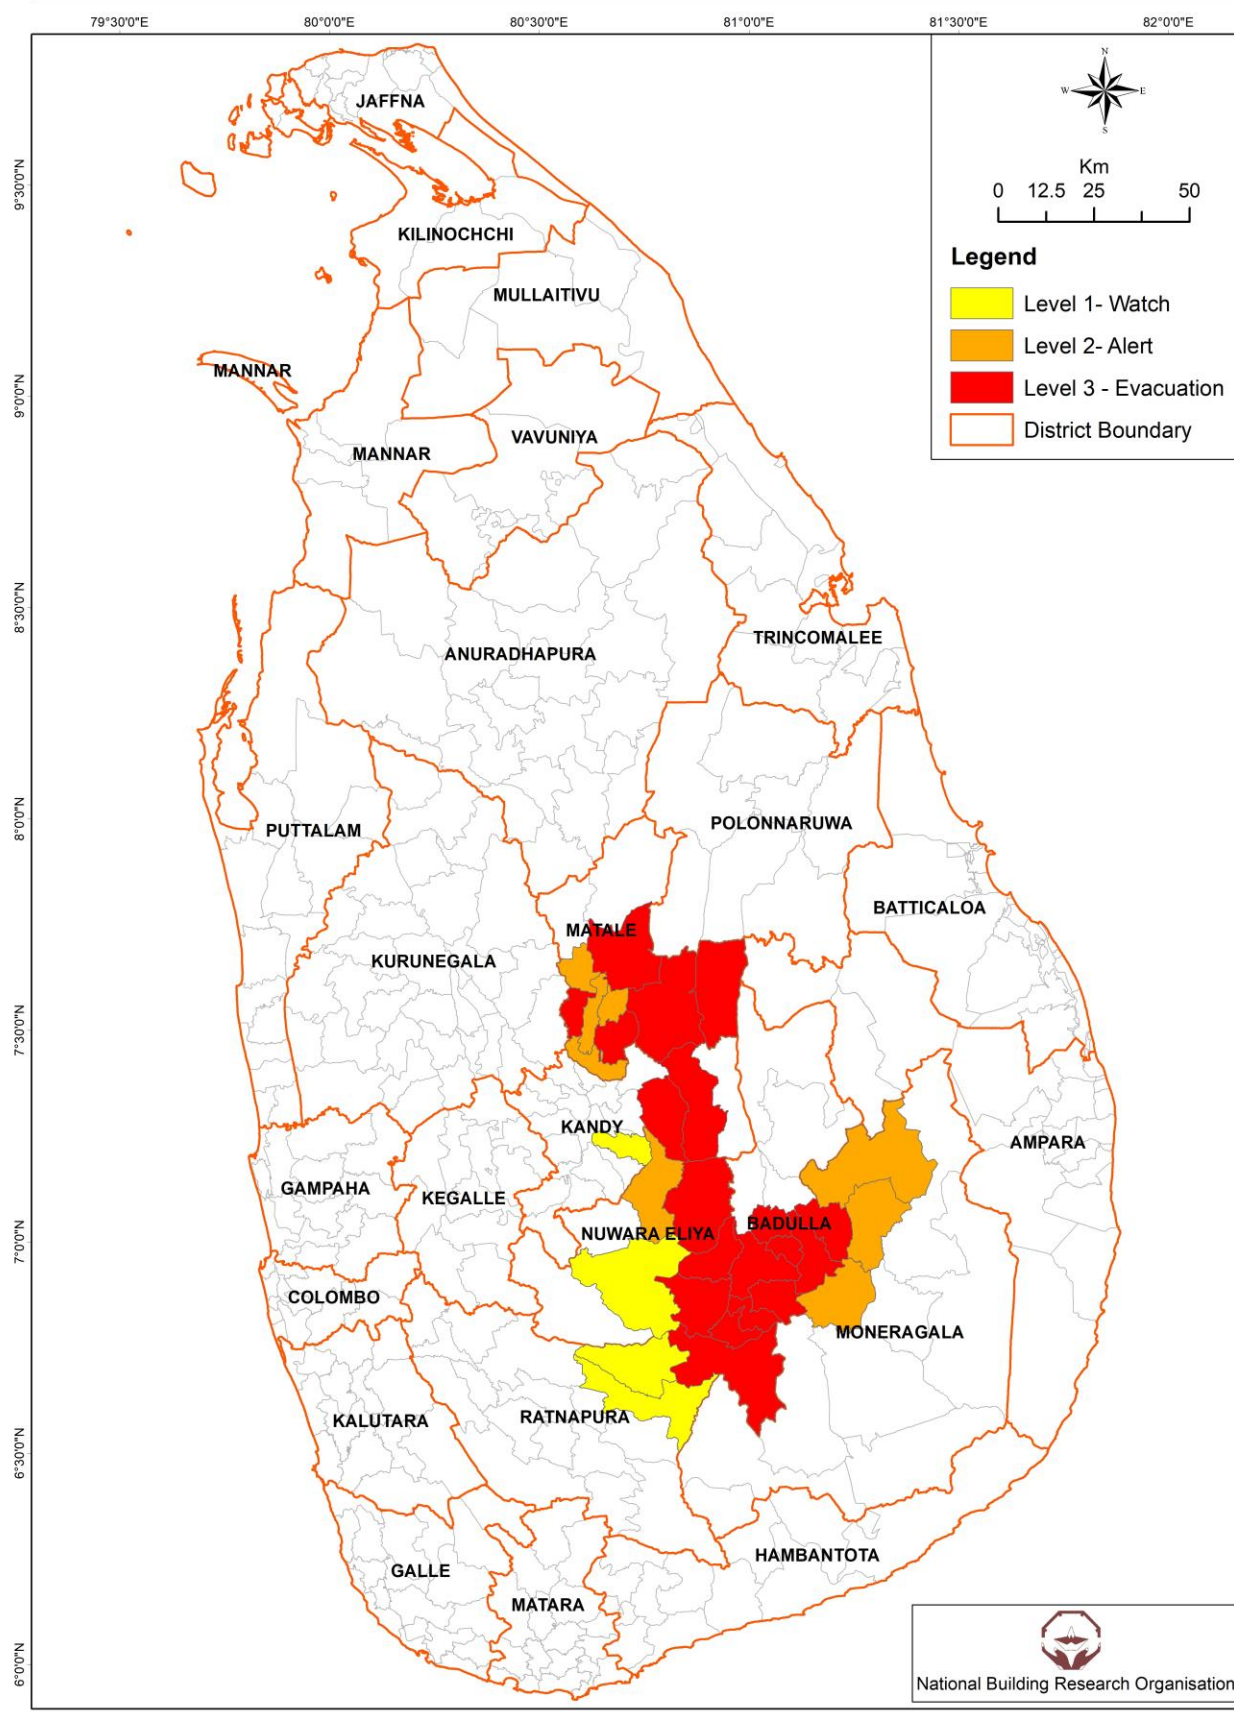 79°30'0"E 80°0'0"E 80°30'0"E 81°0'0"E 81°30'0"E 82°0'0"E
N
W E
S
Km
0 12.5 25 50
Legend
Level 1- Watch
Level 2- Alert
Level 3 - Evacuation
District Boundary
9°30'0"N
9°0'0"N
8°30'0"N
8°0'0"N
7°30'0"N
7°0'0"N
6°30'0"N
6°0'0"N
JAFFNA
KILINOCHCHI
MULLAITIVU
MANNAR
VAVUNIYA
MANNAR
TRINCOMALEE
ANURADHAPURA
POLONNARUWA
PUTTALAM
BATTICALOA
MATALE
KURUNEGALA
KANDY
AMPARA
GAMPAHA
KEGALLE
BADULLA
NUWARA ELIYA
COLOMBO
MONERAGALA
RATNAPURA
KALUTARA
HAMBANTOTA
GALLE
MATARA
National Building Research Organisation